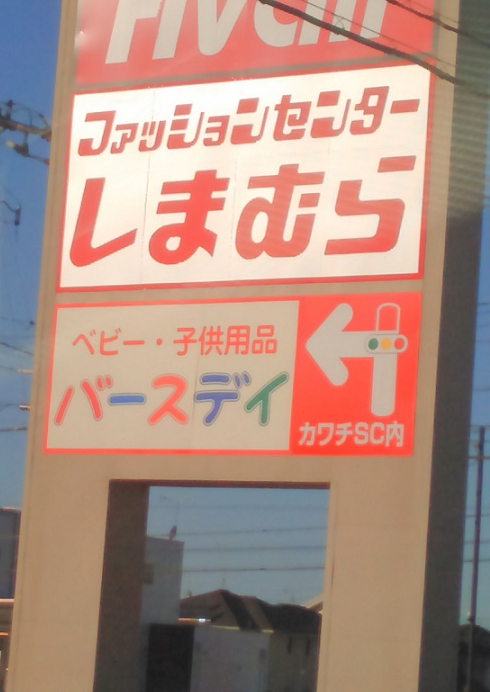 ファッションセンター
しまむら
ベビー・子供用品
バースデイ
カワチSC内